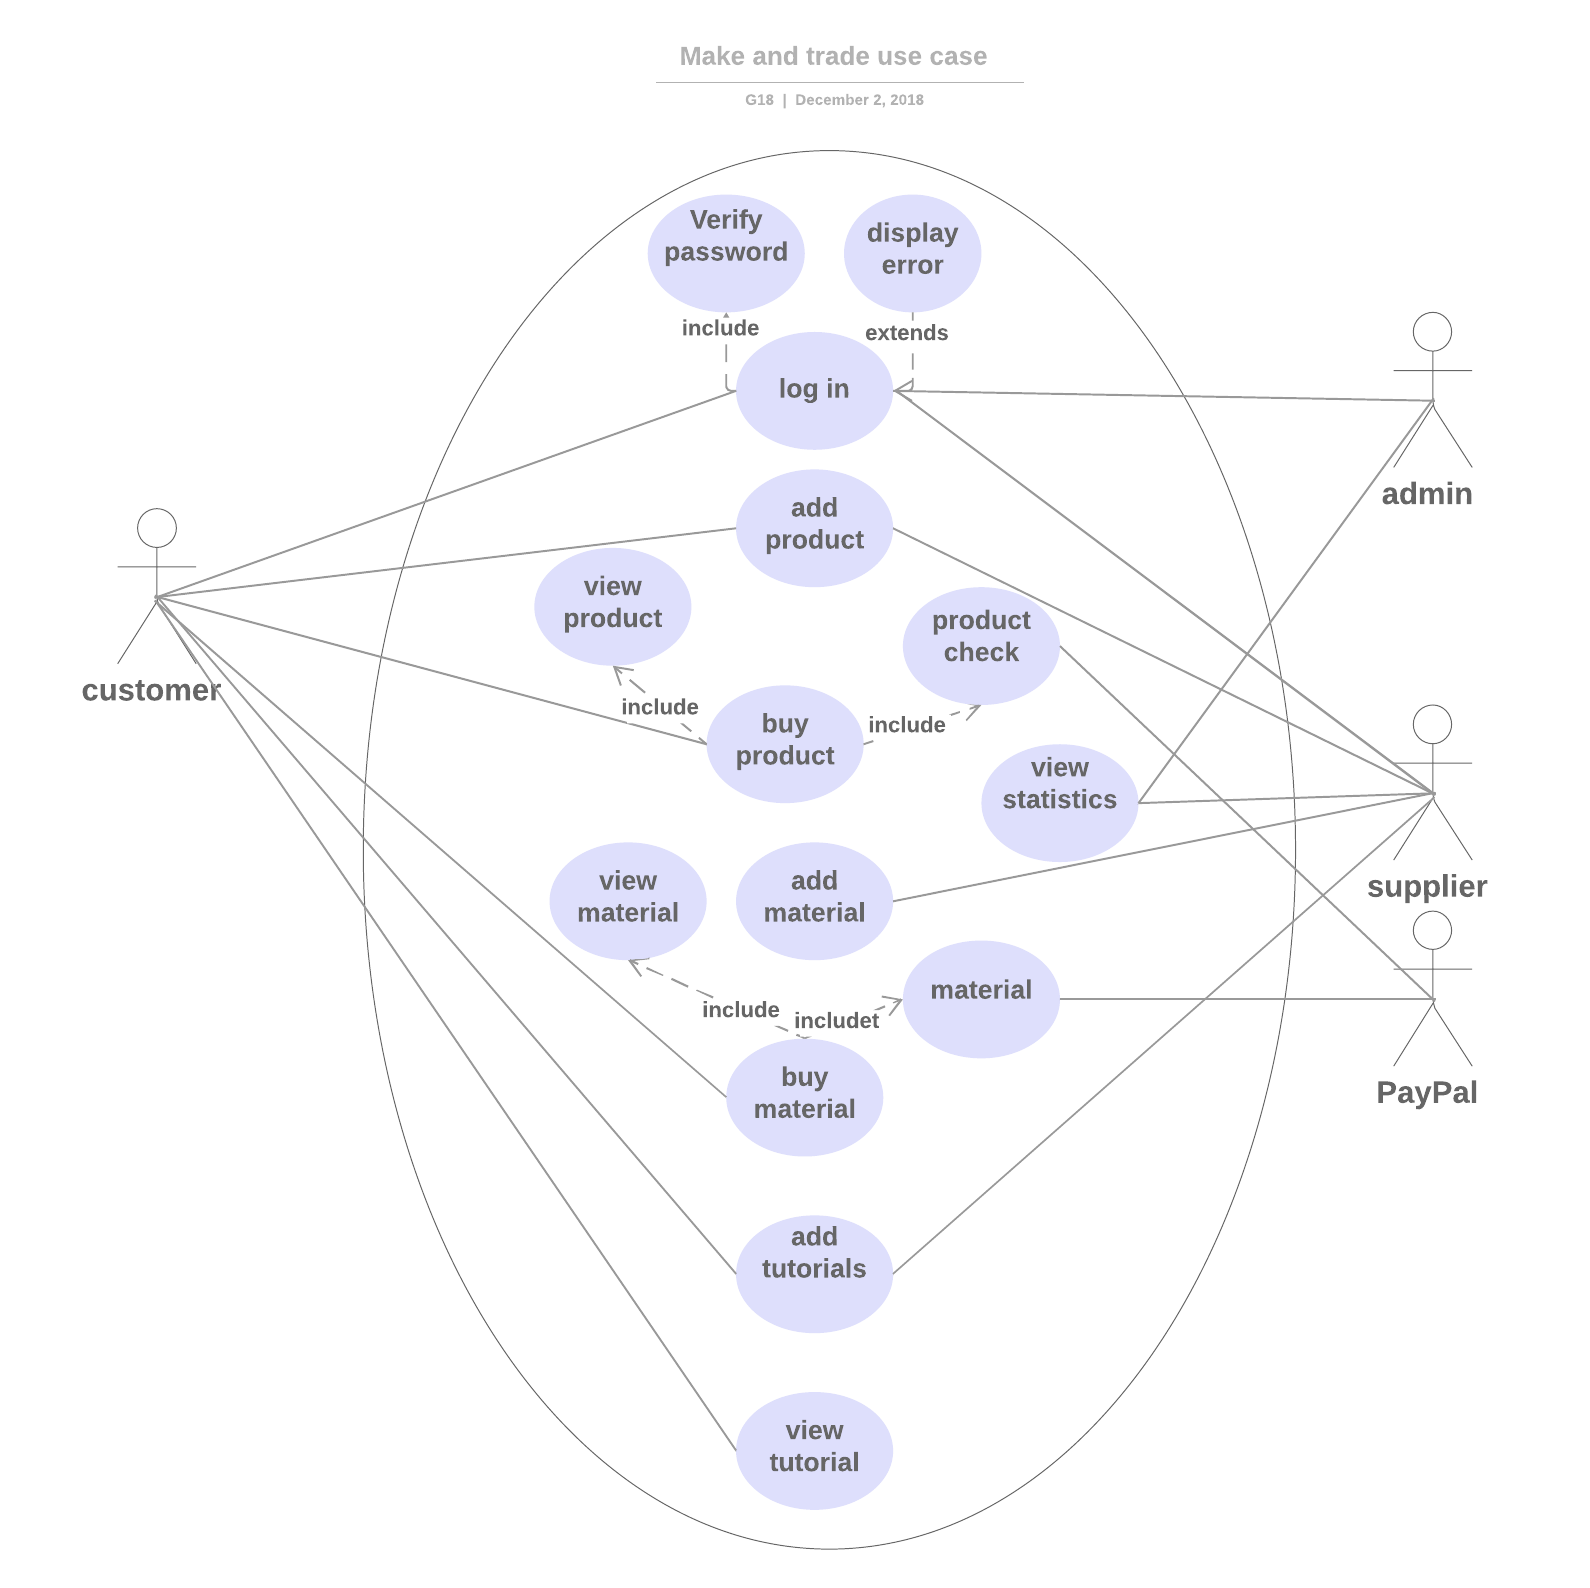 Make and trade use case
G18 | December 2, 2018
Verify
password
display
error
include
extends
log in
admin
add
product
view
product
product
check
customer
include
buy
product
include
view
statistics
supplier
view
material
add
material
material
include
includet
buy
material
PayPal
add
tutorials
view
tutorial